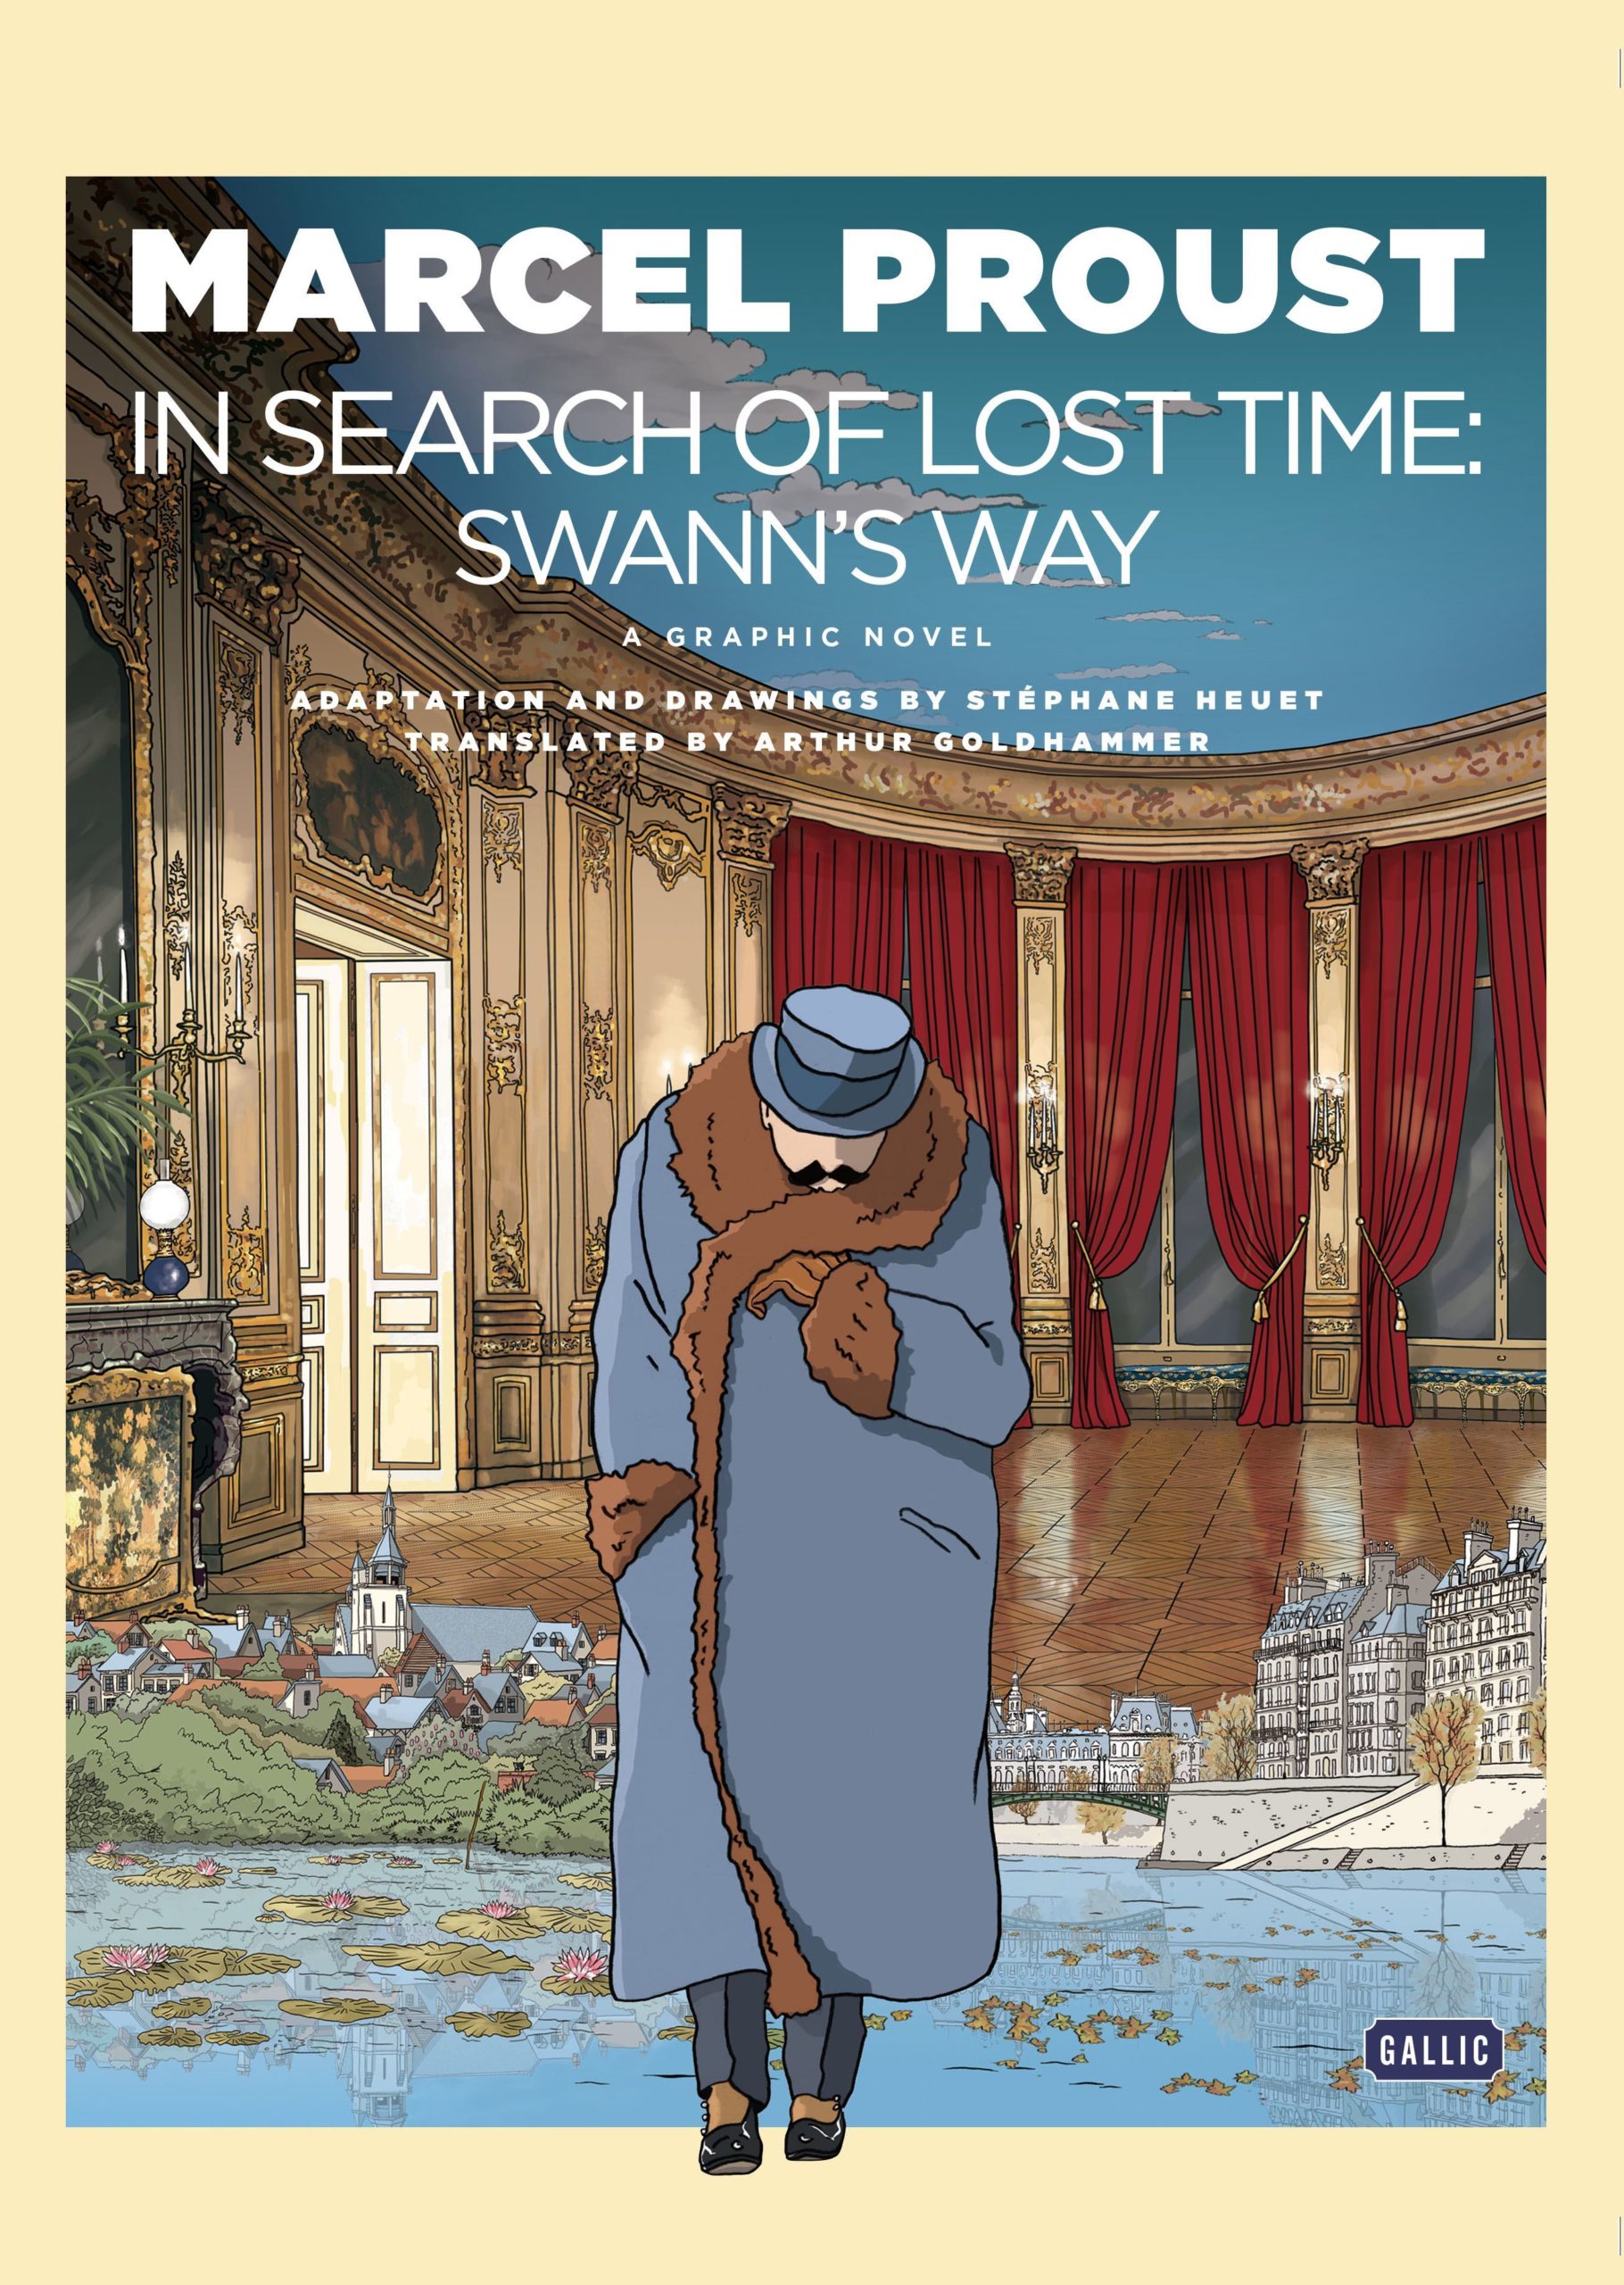 MARCEL PROUST
IN SEARCH OF LOST TIME:
SWANN'S WAY
A GRAPHIC NOVEL
ADAPTATION AND DRAWINGS BY STÉPHANE HEUET
TRANSLATED BY ARTHUR GOLDHAMMER
GALLIC